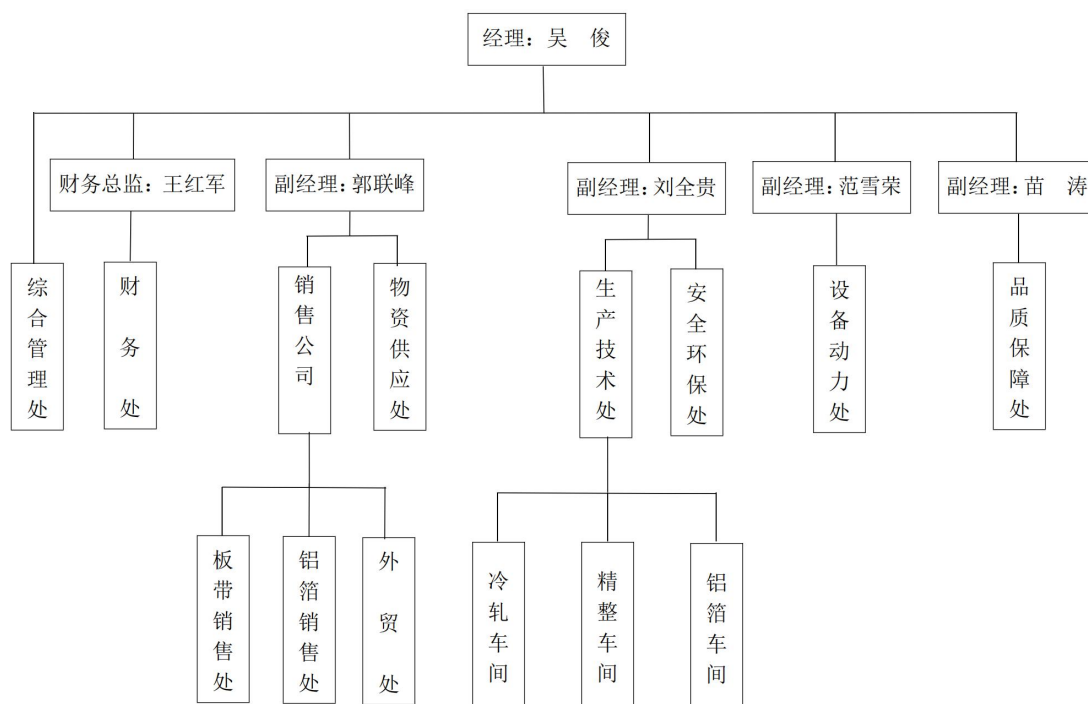 经理：吴　俊
财务总监：王红军
副经理：郭联峰
副经理：刘全贵
副经理：范雪荣
副经理：苗　涛
综合管理处
财务处
销售公司
物资供应处
生产技术处
安全环保处
设备动力处
品质保障处
板带销售处
铝箔销售处
外贸处
冷轧车间
精整车间
铝箔车间